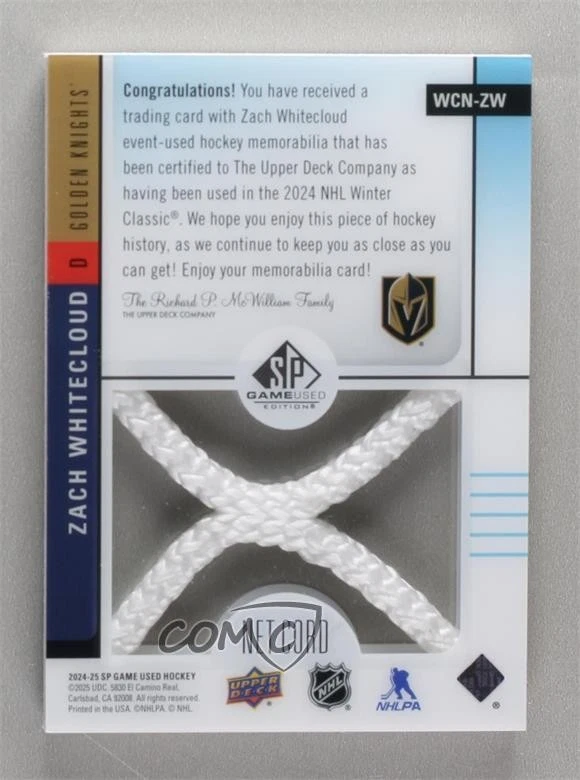 Congratulations! You have received a
trading card with Zach Whitecloud
event-used hockey memorabilia that has
been certified to The Upper Deck Company as
having been used in the 2024 NHL Winter
Classic®. We hope you enjoy this piece of hockey
history, as we continue to keep you as close as you
can get! Enjoy your memorabilia card!
The Richard P. McWilliam Family
THE UPPER DECK COMPANY
WCN-ZW
GOLDEN KNIGHTS
D
ZACH WHITECLOUD
SP
GAMEUSED
EDITION®
NET CORD
COMC
2024-25 SP GAME USED HOCKEY
©2025 UDC. 5830 El Camino Real,
Carlsbad, CA 92008. All rights reserved.
Printed in the USA. ©NHLPA. © NHL.
UPPER
DECK
NHL
NHLPA
®